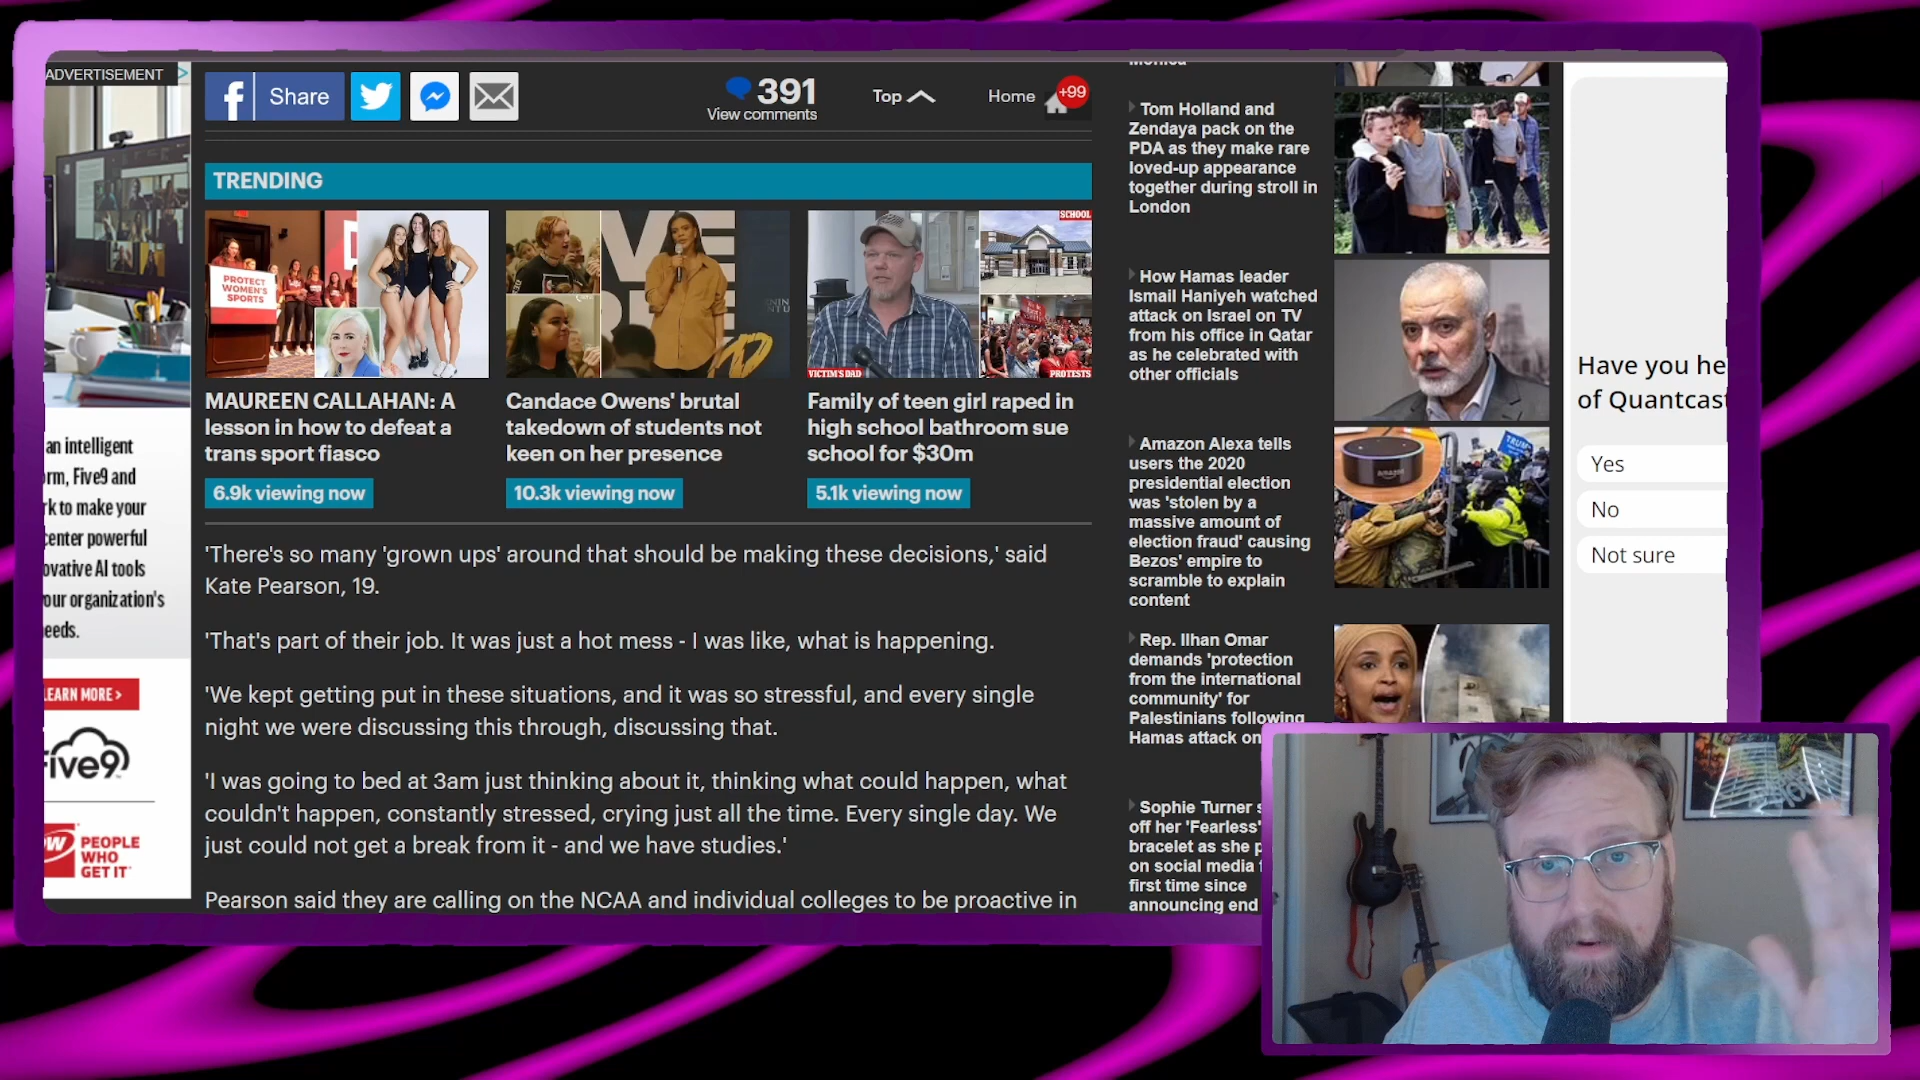 ADVERTISEMENT
an intelligent
rm, Five9 and
rk to make your
center powerful
ovative AI tools
our organization's
eeds.
LEARN MORE >
Five9
PEOPLE
WHO
GET IT
Share
391
View comments
Top
Home
+99
TRENDING
PROTECT
WOMEN'S
SPORTS
MAUREEN CALLAHAN: A
lesson in how to defeat a
trans sport fiasco
6.9k viewing now
Candace Owens' brutal
takedown of students not
keen on her presence
10.3k viewing now
SCHOOL
VICTIM'S DAD
PROTESTS
Family of teen girl raped in
high school bathroom sue
school for $30m
5.1k viewing now
'There's so many 'grown ups' around that should be making these decisions,' said
Kate Pearson, 19.
'That's part of their job. It was just a hot mess - I was like, what is happening.
'We kept getting put in these situations, and it was so stressful, and every single
night we were discussing this through, discussing that.
'I was going to bed at 3am just thinking about it, thinking what could happen, what
couldn't happen, constantly stressed, crying just all the time. Every single day. We
just could not get a break from it - and we have studies.'
Pearson said they are calling on the NCAA and individual colleges to be proactive in
Monica
Tom Holland and
Zendaya pack on the
PDA as they make rare
loved-up appearance
together during stroll in
London
How Hamas leader
Ismail Haniyeh watched
attack on Israel on TV
from his office in Qatar
as he celebrated with
other officials
Amazon Alexa tells
users the 2020
presidential election
was 'stolen by a
massive amount of
election fraud' causing
Bezos' empire to
scramble to explain
content
TRUMP
Rep. Ilhan Omar
demands 'protection
from the international
community' for
Palestinians following
Hamas attack on
Sophie Turner s
off her 'Fearless'
bracelet as she p
on social media f
first time since
announcing end
Have you he
of Quantcast
Yes
No
Not sure